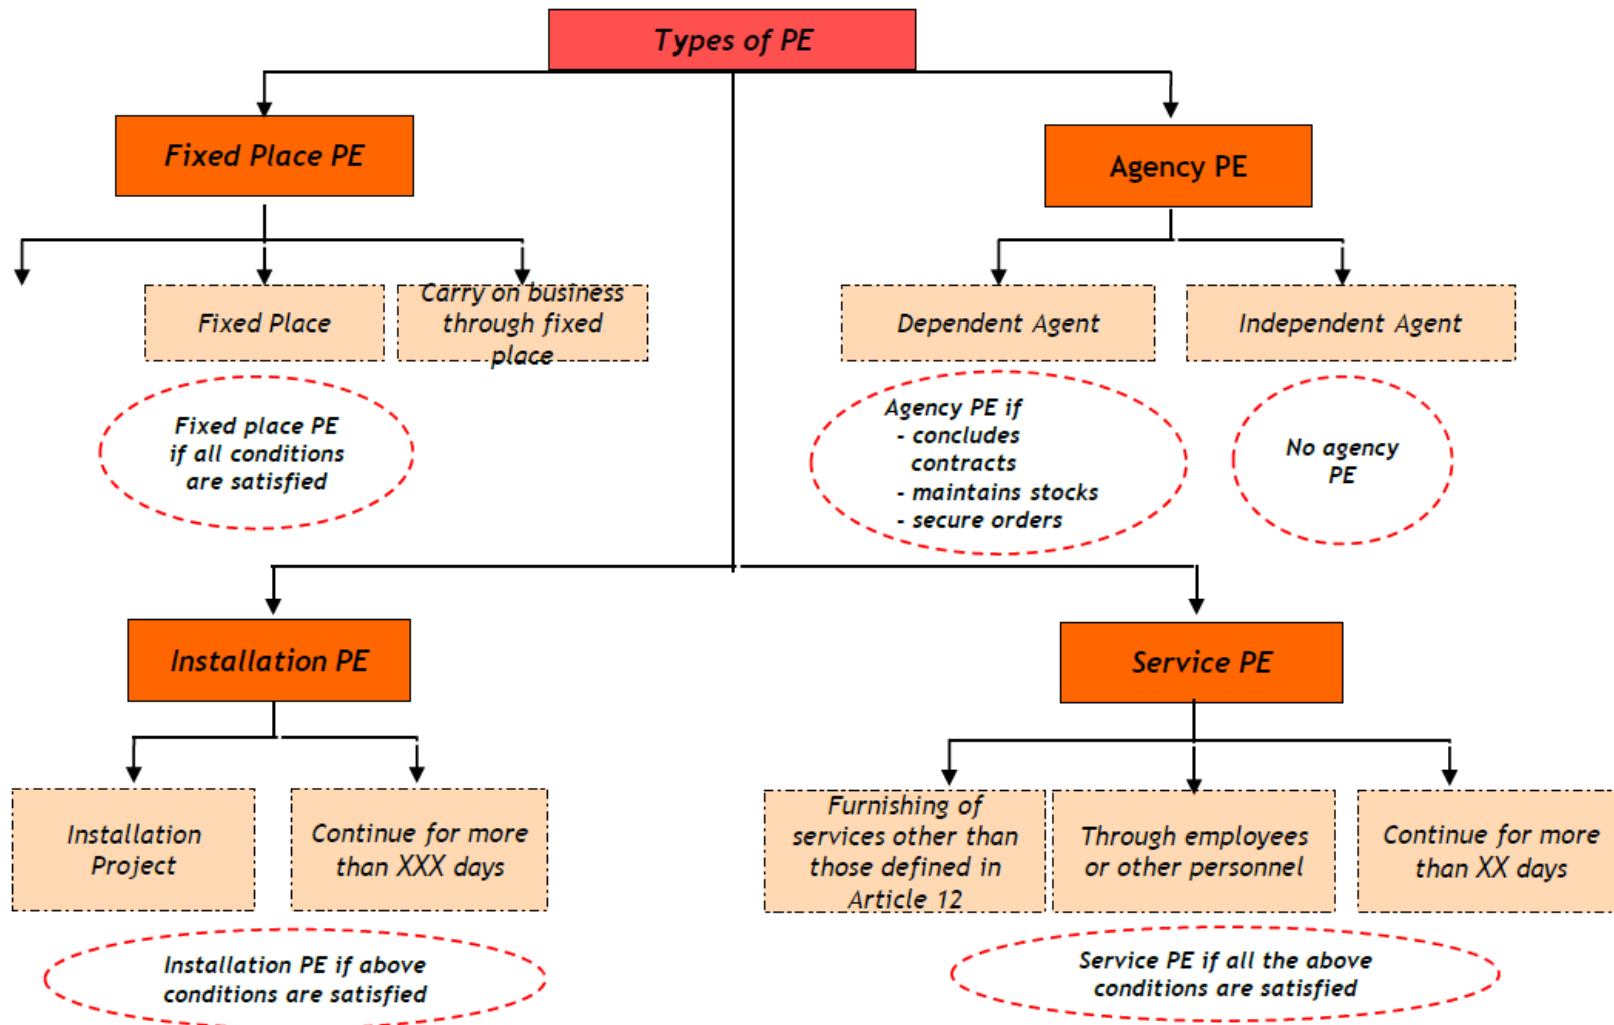 Types of PE
Fixed Place PE
Agency PE
Fixed Place
Carry on business
through fixed
place
Dependent Agent
Independent Agent
Fixed place PE
if all conditions
are satisfied
Agency PE if
- concludes
contracts
- maintains stocks
- secure orders
No agency
PE
Installation PE
Service PE
Installation
Project
Continue for more
than XXX days
Furnishing of
services other than
those defined in
Article 12
Through employees
or other personnel
Continue for more
than XX days
Installation PE if above
conditions are satisfied
Service PE if all the above
conditions are satisfied